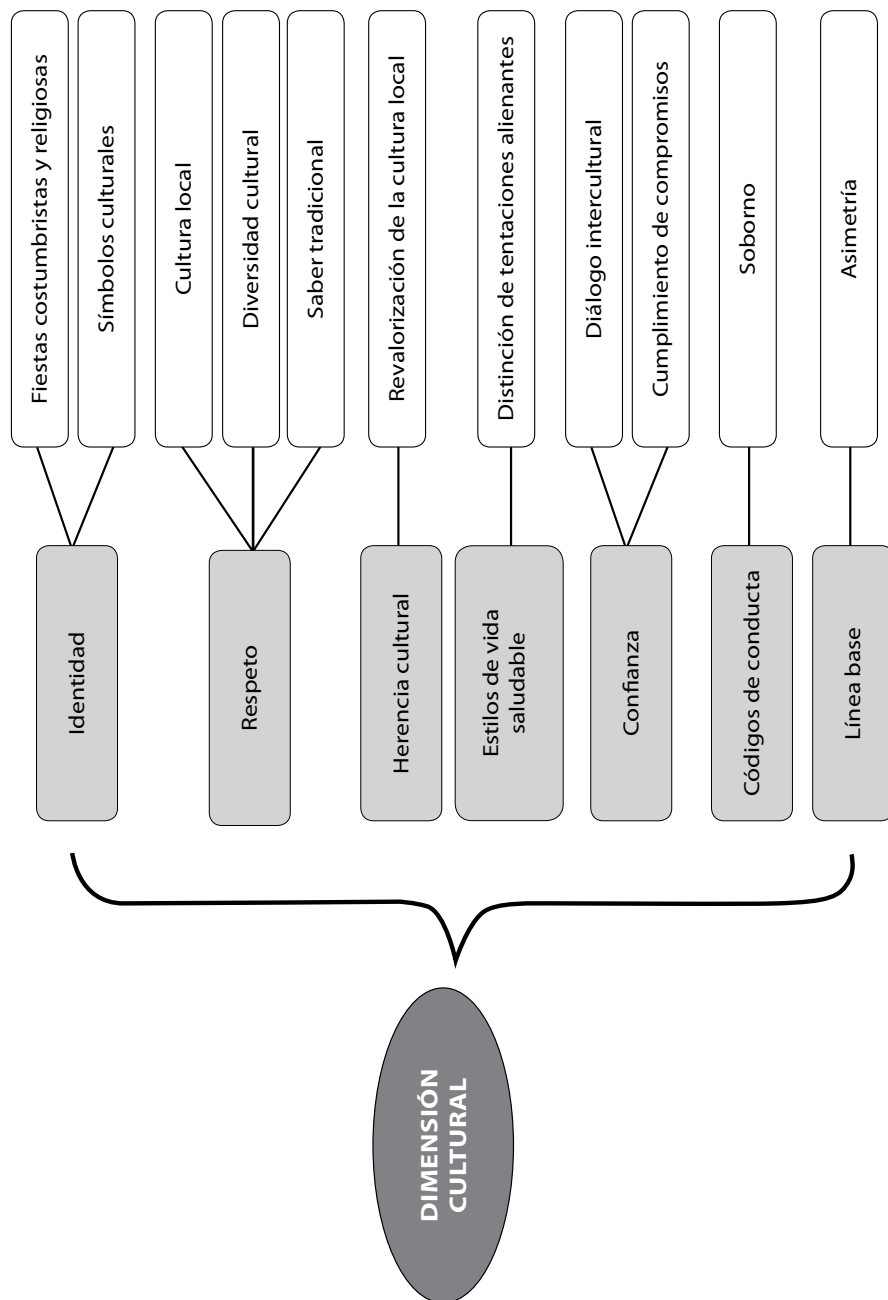 DIMENSIÓN
CULTURAL
Identidad
Fiestas costumbristas y religiosas
Símbolos culturales
Respeto
Cultura local
Diversidad cultural
Saber tradicional
Herencia cultural
Revalorización de la cultura local
Estilos de vida
saludable
Distinción de tentaciones alienantes
Confianza
Diálogo intercultural
Cumplimiento de compromisos
Códigos de conducta
Soborno
Línea base
Asimetría